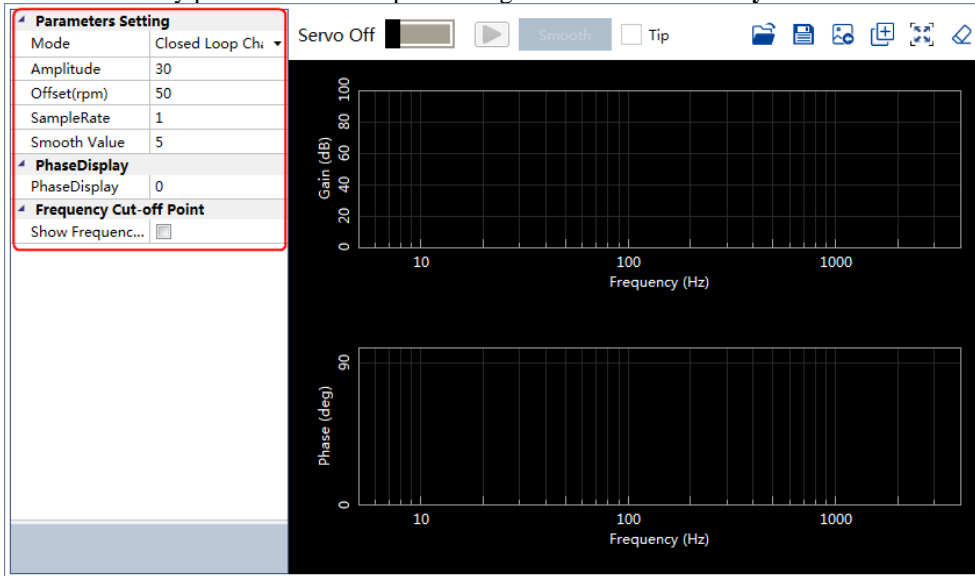 Parameters Setting
Mode Closed Loop Cha
Amplitude 30
Offset(rpm) 50
SampleRate 1
Smooth Value 5
PhaseDisplay
PhaseDisplay 0
Frequency Cut-off Point
Show Frequenc...
Servo Off Smooth Tip
100
80
60
40
20
0
Gain (dB)
10 100 1000
Frequency (Hz)
90
0
Phase (deg)
10 100 1000
Frequency (Hz)